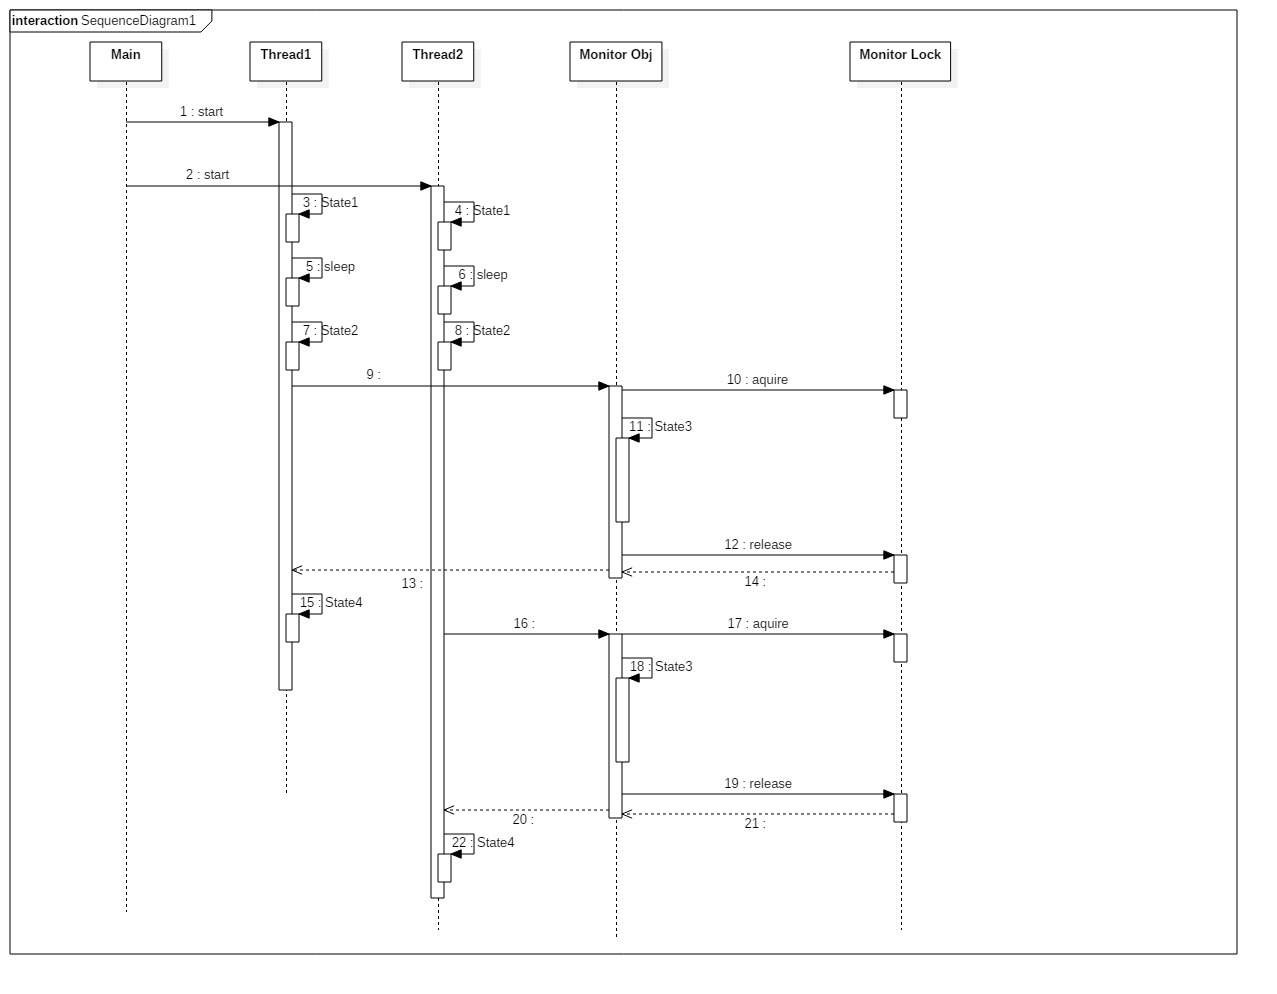 interaction SequenceDiagram1
Main
Thread1
Thread2
Monitor Obj
Monitor Lock
1 : start
2 : start
3 : State1
4 : State1
5 : sleep
6 : sleep
7 : State2
8 : State2
9 :
10 : aquire
11 : State3
12 : release
13 :
14 :
15 : State4
16 :
17 : aquire
18 : State3
19 : release
20 :
21 :
22 : State4